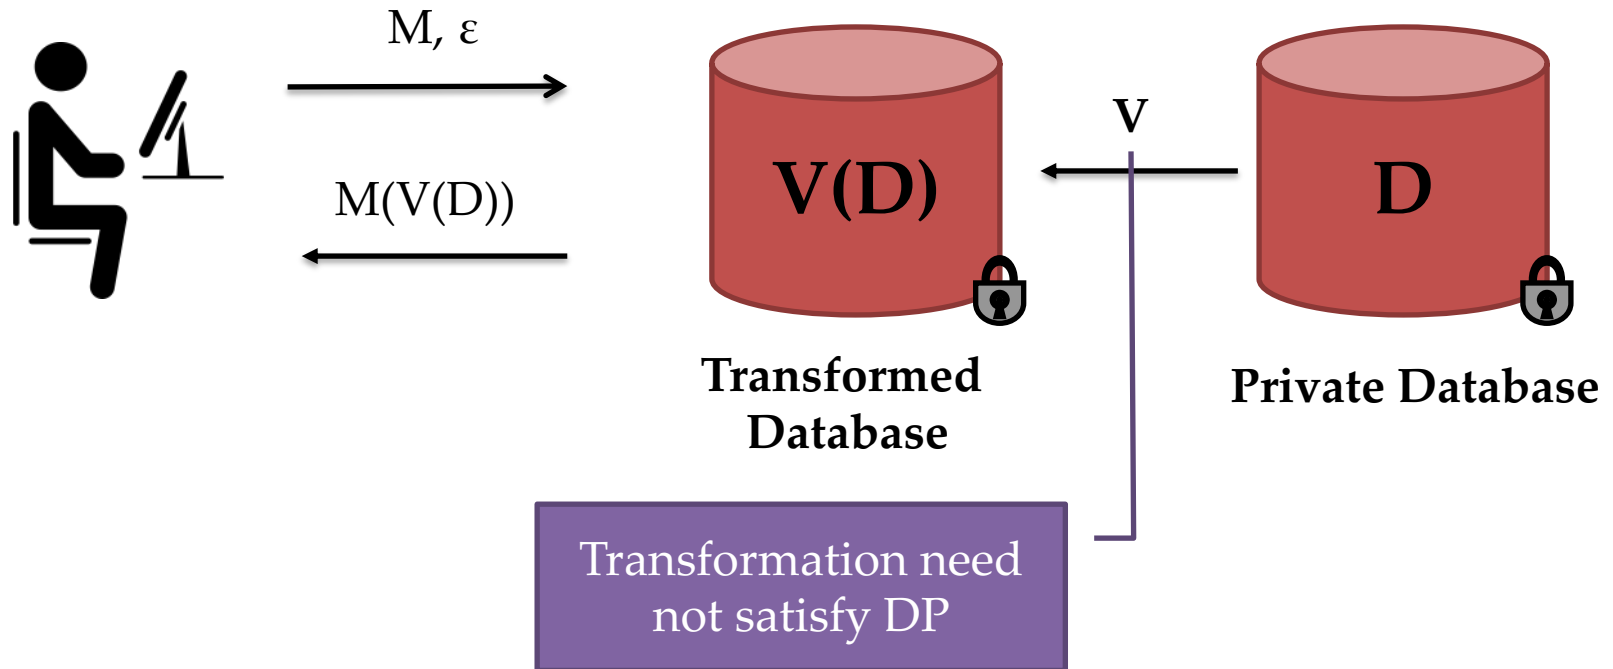 M, ε
M(V(D))
V(D)
V
D
Transformed
Database
Private Database
Transformation need
not satisfy DP